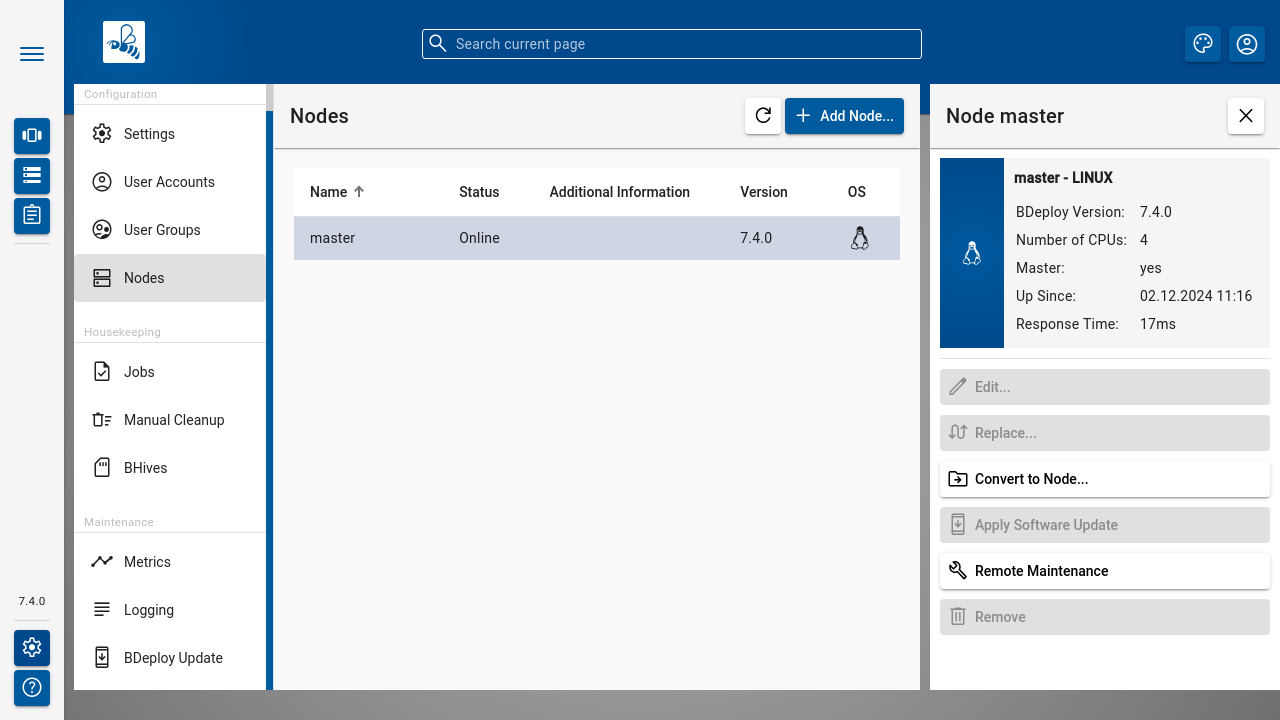 Search current page
Configuration
Settings
User Accounts
User Groups
Nodes
Housekeeping
Jobs
Manual Cleanup
BHives
Maintenance
Metrics
Logging
BDeploy Update
7.4.0
Nodes
Add Node...
Name Status Additional Information Version OS
master Online 7.4.0
Node master
master - LINUX
BDeploy Version: 7.4.0
Number of CPUs: 4
Master: yes
Up Since: 02.12.2024 11:16
Response Time: 17ms
Edit...
Replace...
Convert to Node...
Apply Software Update
Remote Maintenance
Remove